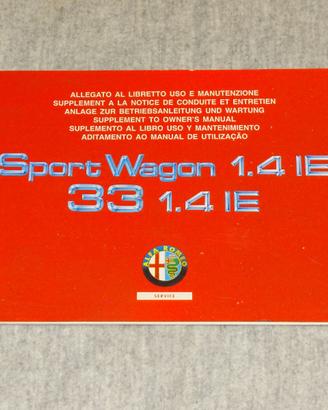 ALLEGATO AL LIBRETTO USO E MANUTENZIONE
SUPPLEMENT A LA NOTICE DE CONDUITE ET ENTRETIEN
ANLAGE ZUR BETRIEBSANLEITUNG UND WARTUNG
SUPPLEMENT TO OWNER'S MANUAL
SUPLEMENTO AL LIBRO USO Y MANTENIMIENTO
ADITAMENTO AO MANUAL DE UTILIZAÇÃO
Sport Wagon 1.4 IE
33 1.4 IE
ALFA ROMEO
SERVICE